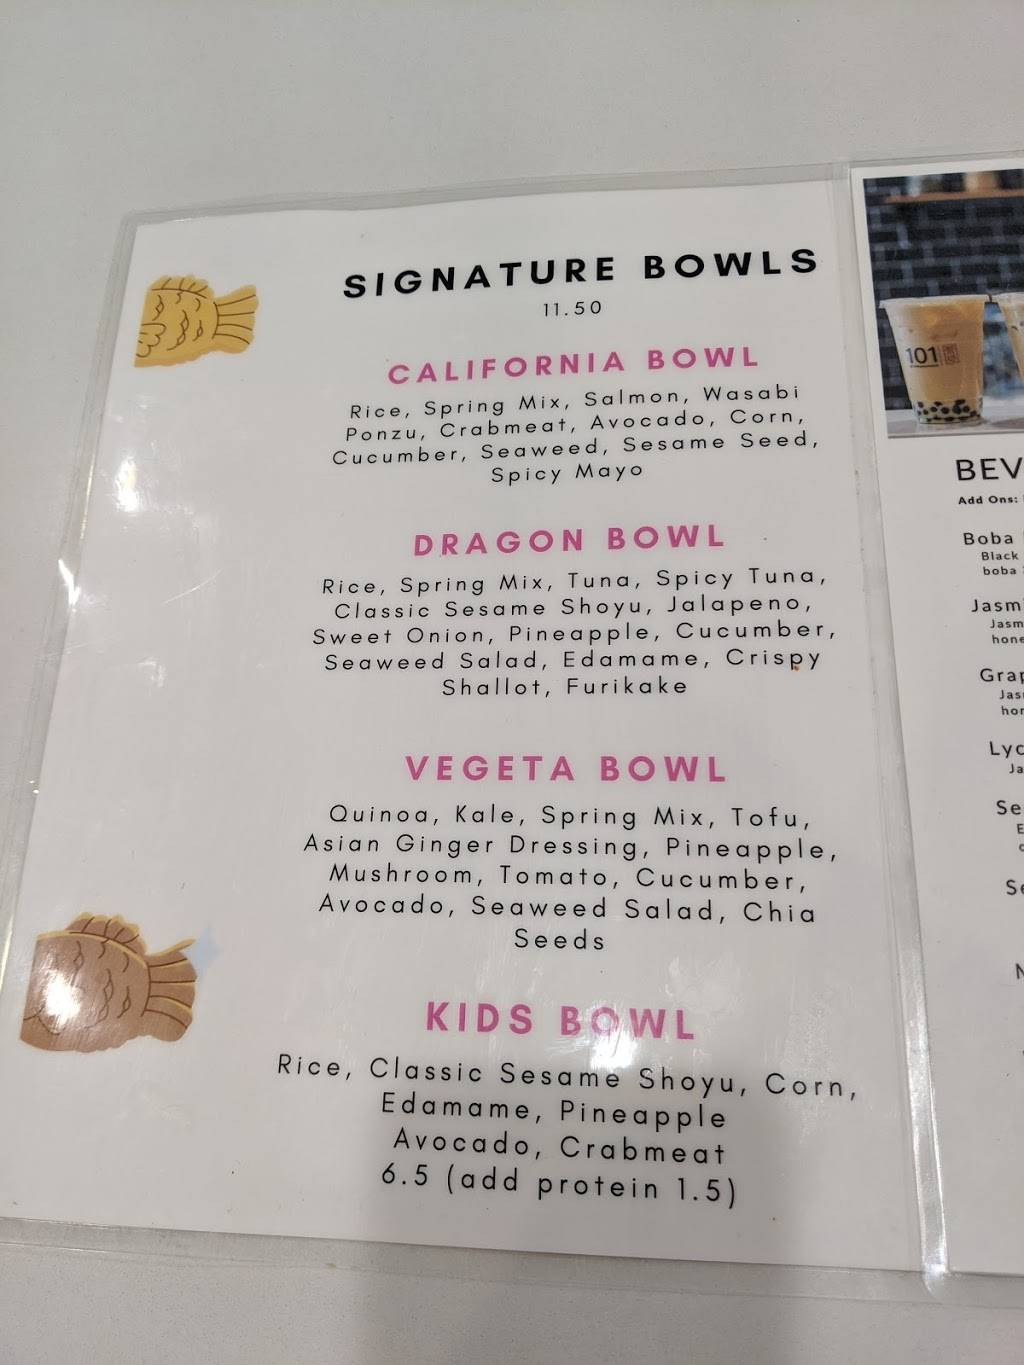 SIGNATURE BOWLS
11.50
CALIFORNIA BOWL
Rice, Spring Mix, Salmon, Wasabi
Ponzu, Crabmeat, Avocado, Corn,
Cucumber, Seaweed, Sesame Seed,
Spicy Mayo
DRAGON BOWL
Rice, Spring Mix, Tuna, Spicy Tuna,
Classic Sesame Shoyu, Jalapeno,
Sweet Onion, Pineapple, Cucumber,
Seaweed Salad, Edamame, Crispy
Shallot, Furikake
VEGETA BOWL
Quinoa, Kale, Spring Mix, Tofu,
Asian Ginger Dressing, Pineapple,
Mushroom, Tomato, Cucumber,
Avocado, Seaweed Salad, Chia
Seeds
KIDS BOWL
Rice, Classic Sesame Shoyu, Corn,
Edamame, Pineapple
Avocado, Crabmeat
6.5 (add protein 1.5)
101
BEV
Add Ons:
Boba
Black
boba
Jasmi
Jasm
hone
Grap
Jas
hon
Lyc
Ja
Se
E
Se